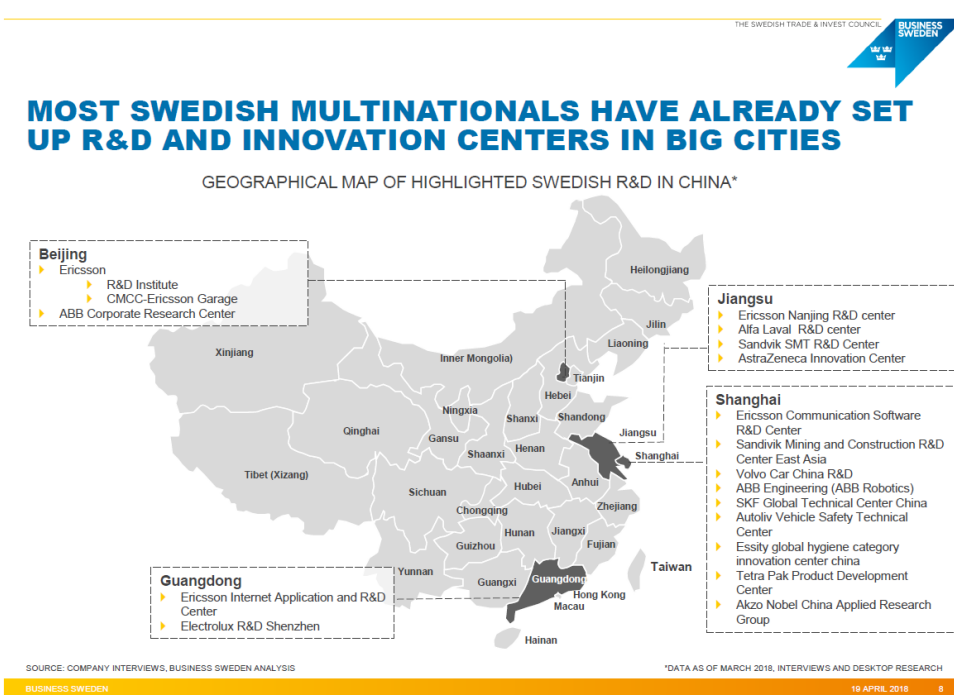 THE SWEDISH TRADE & INVEST COUNCIL
BUSINESS
SWEDEN
MOST SWEDISH MULTINATIONALS HAVE ALREADY SET
UP R&D AND INNOVATION CENTERS IN BIG CITIES
GEOGRAPHICAL MAP OF HIGHLIGHTED SWEDISH R&D IN CHINA*
Beijing
Ericsson
R&D Institute
CMCC-Ericsson Garage
ABB Corporate Research Center
Jiangsu
Ericsson Nanjing R&D center
Alfa Laval R&D center
Sandvik SMT R&D Center
AstraZeneca Innovation Center
Shanghai
Ericsson Communication Software
R&D Center
Sandivik Mining and Construction R&D
Center East Asia
Volvo Car China R&D
ABB Engineering (ABB Robotics)
SKF Global Technical Center China
Autoliv Vehicle Safety Technical
Center
Essity global hygiene category
innovation center china
Tetra Pak Product Development
Center
Akzo Nobel China Applied Research
Group
Guangdong
Ericsson Internet Application and R&D
Center
Electrolux R&D Shenzhen
Heilongjiang
Jilin
Liaoning
Xinjiang
Inner Mongolia)
Tianjin
Hebei
Ningxia
Shanxi
Shandong
Qinghai
Gansu
Jiangsu
Shaanxi
Henan
Shanghai
Tibet (Xizang)
Sichuan
Hubei
Anhui
Chongqing
Zhejiang
Hunan
Jiangxi
Guizhou
Fujian
Yunnan
Guangxi
Guangdong
Taiwan
Hong Kong
Macau
Hainan
SOURCE: COMPANY INTERVIEWS, BUSINESS SWEDEN ANALYSIS
*DATA AS OF MARCH 2018, INTERVIEWS AND DESKTOP RESEARCH
BUSINESS SWEDEN
19 APRIL 2018
8